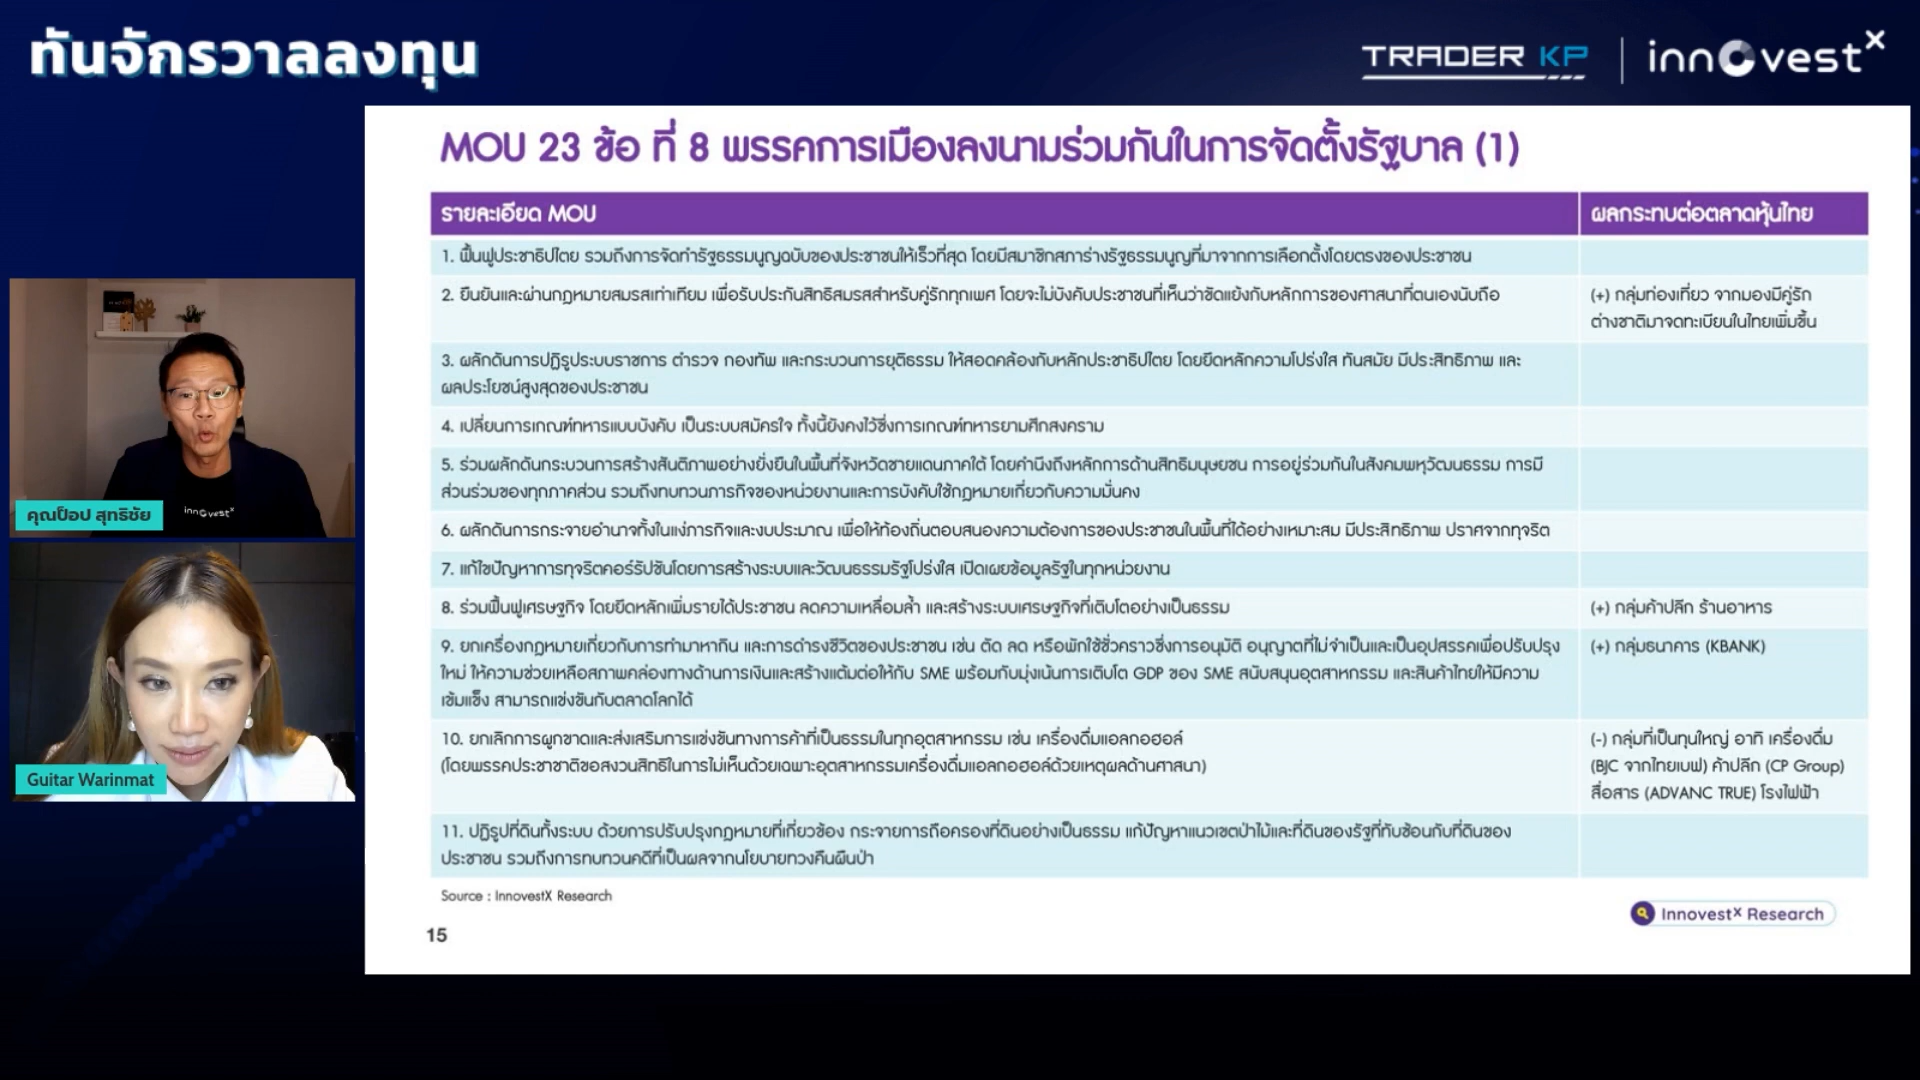 ทันจักรวาลลงทุน
TRADER KP
innovestX
MOU 23 ข้อ ที่ 8 พรรคการเมืองลงนามร่วมกันในการจัดตั้งรัฐบาล (1)
รายละเอียด MOU
ผลกระทบต่อตลาดหุ้นไทย
1. ฟื้นฟูประชาธิปไตย รวมถึงการจัดทำรัฐธรรมนูญฉบับของประชาชนให้เร็วที่สุด โดยมีสมาชิกสภาร่างรัฐธรรมนูญที่มาจากการเลือกตั้งโดยตรงของประชาชน
2. ยืนยันและผ่านกฎหมายสมรสเท่าเทียม เพื่อรับประกันสิทธิสมรสสำหรับคู่รักทุกเพศ โดยจะไม่บังคับประชาชนที่เห็นว่าขัดแย้งกับหลักการของศาสนาที่ตนเองนับถือ
(+) กลุ่มท่องเที่ยว จากมองมีคู่รัก
ต่างชาติมาจดทะเบียนในไทยเพิ่มขึ้น
3. ผลักดันการปฏิรูประบบราชการ ตำรวจ กองทัพ และกระบวนการยุติธรรม ให้สอดคล้องกับหลักประชาธิปไตย โดยยึดหลักความโปร่งใส ทันสมัย มีประสิทธิภาพ และ
ผลประโยชน์สูงสุดของประชาชน
4. เปลี่ยนการเกณฑ์ทหารแบบบังคับ เป็นระบบสมัครใจ ทั้งนี้ยังคงไว้ซึ่งการเกณฑ์ทหารยามศึกสงคราม
5. ร่วมผลักดันกระบวนการสร้างสันติภาพอย่างยั่งยืนในพื้นที่จังหวัดชายแดนภาคใต้ โดยคำนึงถึงหลักการด้านสิทธิมนุษยชน การอยู่ร่วมกันในสังคมพหุวัฒนธรรม การมี
ส่วนร่วมของทุกภาคส่วน รวมถึงทบทวนภารกิจของหน่วยงานและการบังคับใช้กฎหมายเกี่ยวกับความมั่นคง
6. ผลักดันการกระจายอำนาจทั้งในแง่ภารกิจและงบประมาณ เพื่อให้ท้องถิ่นตอบสนองความต้องการของประชาชนในพื้นที่ได้อย่างเหมาะสม มีประสิทธิภาพ ปราศจากทุจริต
7. แก้ไขปัญหาการทุจริตคอร์รัปชันโดยการสร้างระบบและวัฒนธรรมรัฐโปร่งใส เปิดเผยข้อมูลรัฐในทุกหน่วยงาน
8. ร่วมฟื้นฟูเศรษฐกิจ โดยยึดหลักเพิ่มรายได้ประชาชน ลดความเหลื่อมล้ำ และสร้างระบบเศรษฐกิจที่เติบโตอย่างเป็นธรรม
(+) กลุ่มค้าปลีก ร้านอาหาร
9. ยกเครื่องกฎหมายเกี่ยวกับการทำมาหากิน และการดำรงชีวิตของประชาชน เช่น ตัด ลด หรือพักใช้ชั่วคราวซึ่งการอนุมัติ อนุญาตที่ไม่จำเป็นและเป็นอุปสรรคเพื่อปรับปรุง
ใหม่ ให้ความช่วยเหลือสภาพคล่องทางด้านการเงินและสร้างแต้มต่อให้กับ SME พร้อมกับมุ่งเน้นการเติบโต GDP ของ SME สนับสนุนอุตสาหกรรม และสินค้าไทยให้มีความ
เข้มแข็ง สามารถแข่งขันกับตลาดโลกได้
(+) กลุ่มธนาคาร (KBANK)
10. ยกเลิกการผูกขาดและส่งเสริมการแข่งขันทางการค้าที่เป็นธรรมในทุกอุตสาหกรรม เช่น เครื่องดื่มแอลกอฮอล์
(โดยพรรคประชาชาติขอสงวนสิทธิในการไม่เห็นด้วยเฉพาะอุตสาหกรรมเครื่องดื่มแอลกอฮอล์ด้วยเหตุผลด้านศาสนา)
(-) กลุ่มที่เป็นทุนใหญ่ อาทิ เครื่องดื่ม
(BJC จากไทยเบฟ) ค้าปลีก (CP Group)
สื่อสาร (ADVANC TRUE) โรงไฟฟ้า
11. ปฏิรูปที่ดินทั้งระบบ ด้วยการปรับปรุงกฎหมายที่เกี่ยวข้อง กระจายการถือครองที่ดินอย่างเป็นธรรม แก้ปัญหาแนวเขตป่าไม้และที่ดินของรัฐที่ทับซ้อนกับที่ดินของ
ประชาชน รวมถึงการทบทวนคดีที่เป็นผลจากนโยบายทวงคืนผืนป่า
Source : InnovestX Research
InnovestX Research
15
innovestX
คุณป๊อป สุทธิชัย
Guitar Warinmat